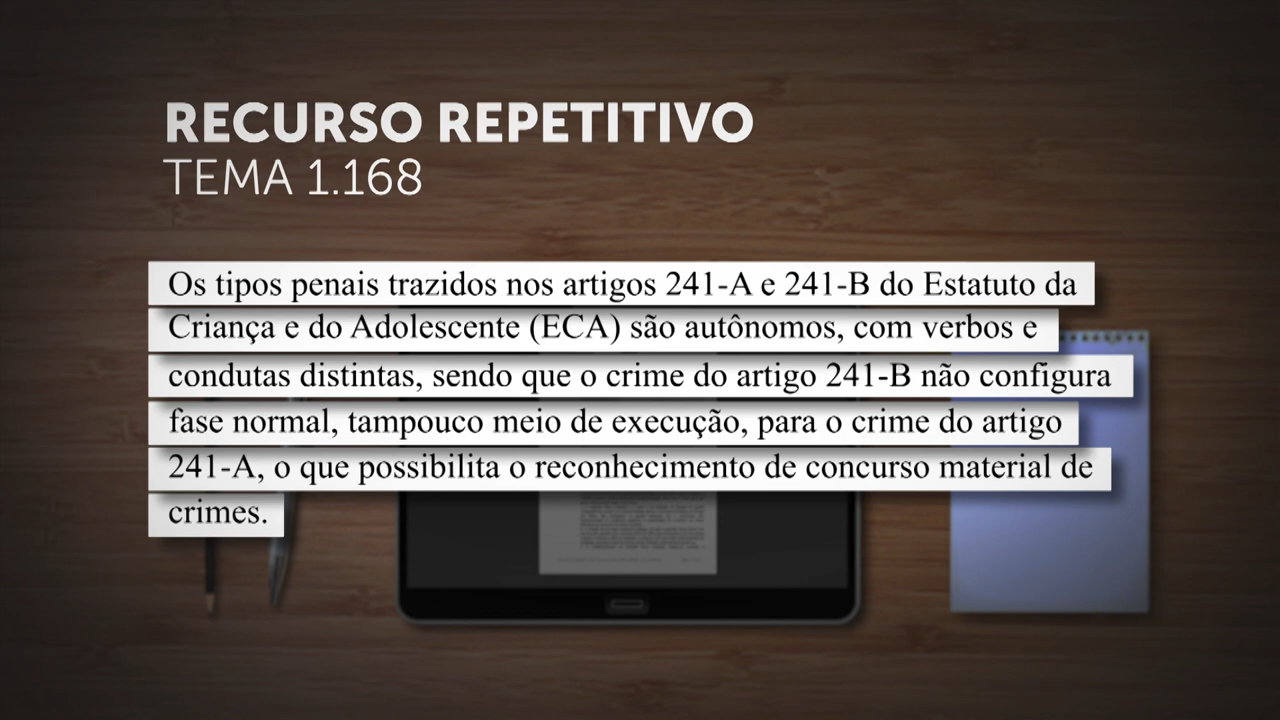 RECURSO REPETITIVO
TEMA 1.168
Os tipos penais trazidos nos artigos 241-A e 241-B do Estatuto da
Criança e do Adolescente (ECA) são autônomos, com verbos e
condutas distintas, sendo que o crime do artigo 241-B não configura
fase normal, tampouco meio de execução, para o crime do artigo
241-A, o que possibilita o reconhecimento de concurso material de
crimes.